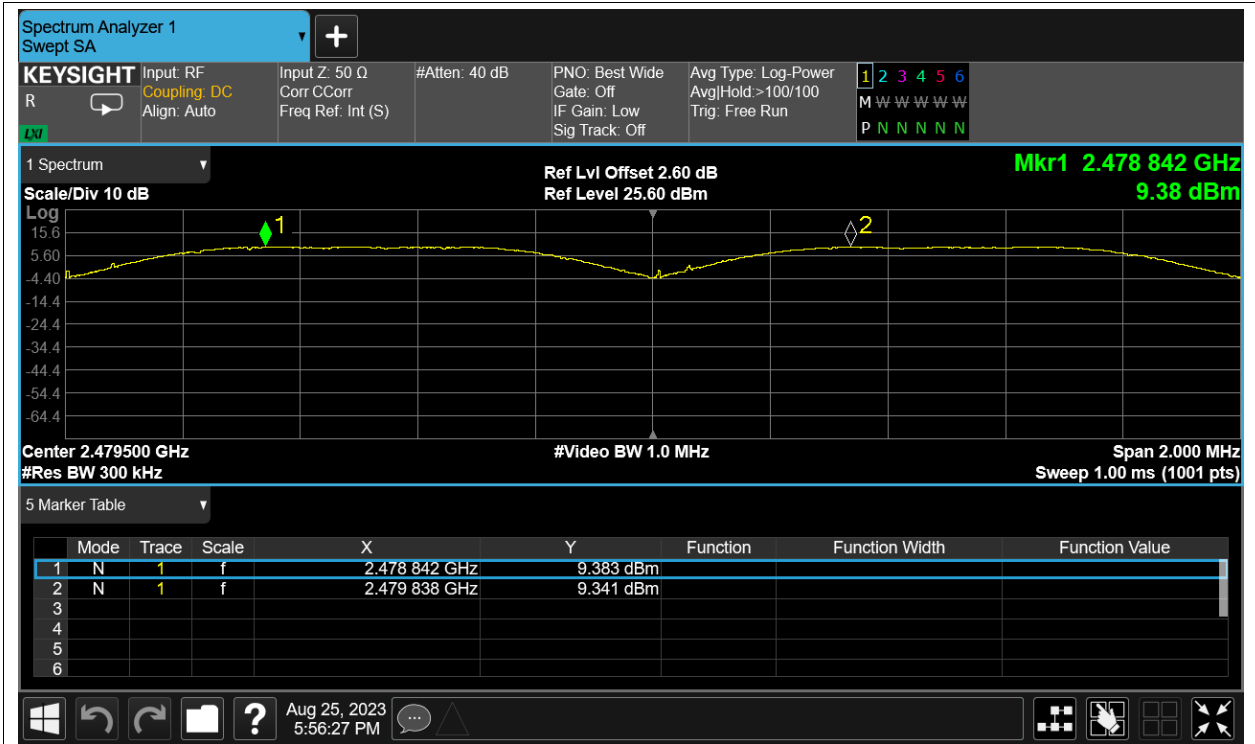 Spectrum Analyzer 1
Swept SA
KEYSIGHT
R
LXI
Input: RF
Coupling: DC
Align: Auto
Input Z: 50 Ω
Corr CCorr
Freq Ref: Int (S)
#Atten: 40 dB
PNO: Best Wide
Gate: Off
IF Gain: Low
Sig Track: Off
Avg Type: Log-Power
Avg|Hold:>100/100
Trig: Free Run
1 2 3 4 5 6
M W W W W W
P N N N N N
1 Spectrum
Scale/Div 10 dB
Ref Lvl Offset 2.60 dB
Ref Level 25.60 dBm
Mkr1 2.478 842 GHz
9.38 dBm
Log
15.6
5.60
-4.40
-14.4
-24.4
-34.4
-44.4
-54.4
-64.4
1
2
Center 2.479500 GHz
#Res BW 300 kHz
#Video BW 1.0 MHz
Span 2.000 MHz
Sweep 1.00 ms (1001 pts)
5 Marker Table
Mode Trace Scale X Y Function Function Width Function Value
1 N 1 f 2.478 842 GHz 9.383 dBm
2 N 1 f 2.479 838 GHz 9.341 dBm
3
4
5
6
?
Aug 25, 2023
5:56:27 PM